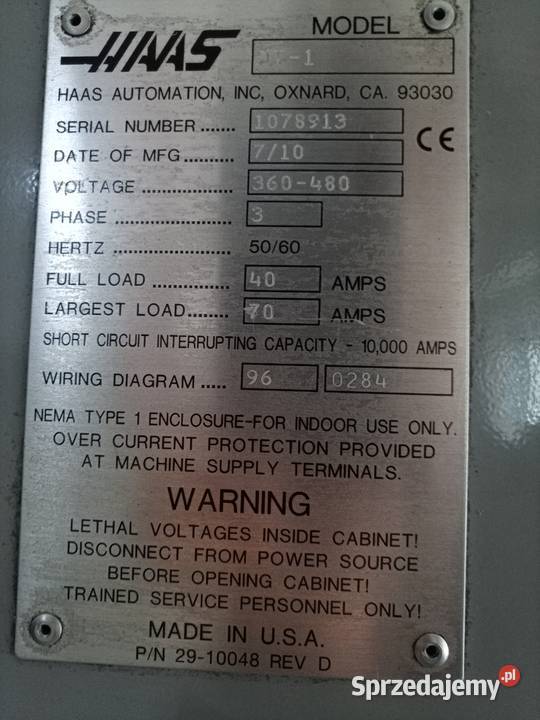 HAAS
MODEL
-1
HAAS AUTOMATION, INC, OXNARD, CA. 93030
SERIAL NUMBER ....... 1078913
CE
DATE OF MFG ......... 7/10
VOLTAGE ............... 360-480
PHASE .................... 3
HERTZ .................... 50/60
FULL LOAD .............. 40 AMPS
LARGEST LOAD........ 70 AMPS
SHORT CIRCUIT INTERRUPTING CAPACITY - 10,000 AMPS
WIRING DIAGRAM ..... 96 0284
NEMA TYPE 1 ENCLOSURE-FOR INDOOR USE ONLY.
OVER CURRENT PROTECTION PROVIDED
AT MACHINE SUPPLY TERMINALS.
WARNING
LETHAL VOLTAGES INSIDE CABINET!
DISCONNECT FROM POWER SOURCE
BEFORE OPENING CABINET!
TRAINED SERVICE PERSONNEL ONLY!
MADE IN U.S.A.
P/N 29-10048 REV D
Sprzedajemy.pl